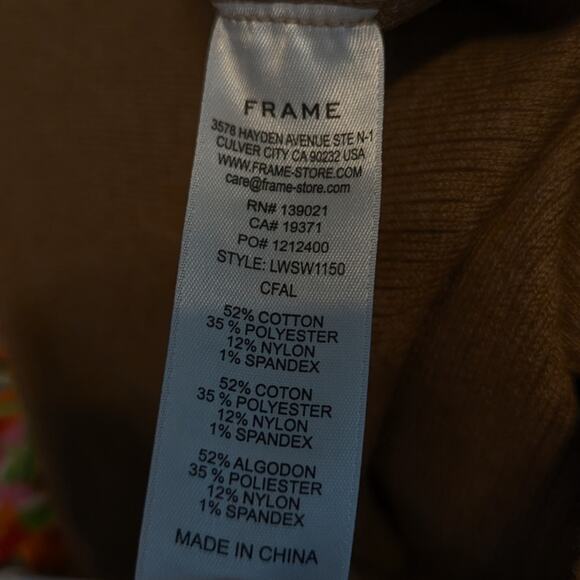 FRAME
3578 HAYDEN AVENUE STE N-1
CULVER CITY CA 90232 USA
WWW.FRAME-STORE.COM
care@frame-store.com
RN# 139021
CA# 19371
PO# 1212400
STYLE: LWSW1150
CFAL
52% COTTON
35 % POLYESTER
12% NYLON
1% SPANDEX
52% COTON
35 % POLYESTER
12% NYLON
1% SPANDEX
52% ALGODON
35 % POLIESTER
12% NYLON
1% SPANDEX
MADE IN CHINA